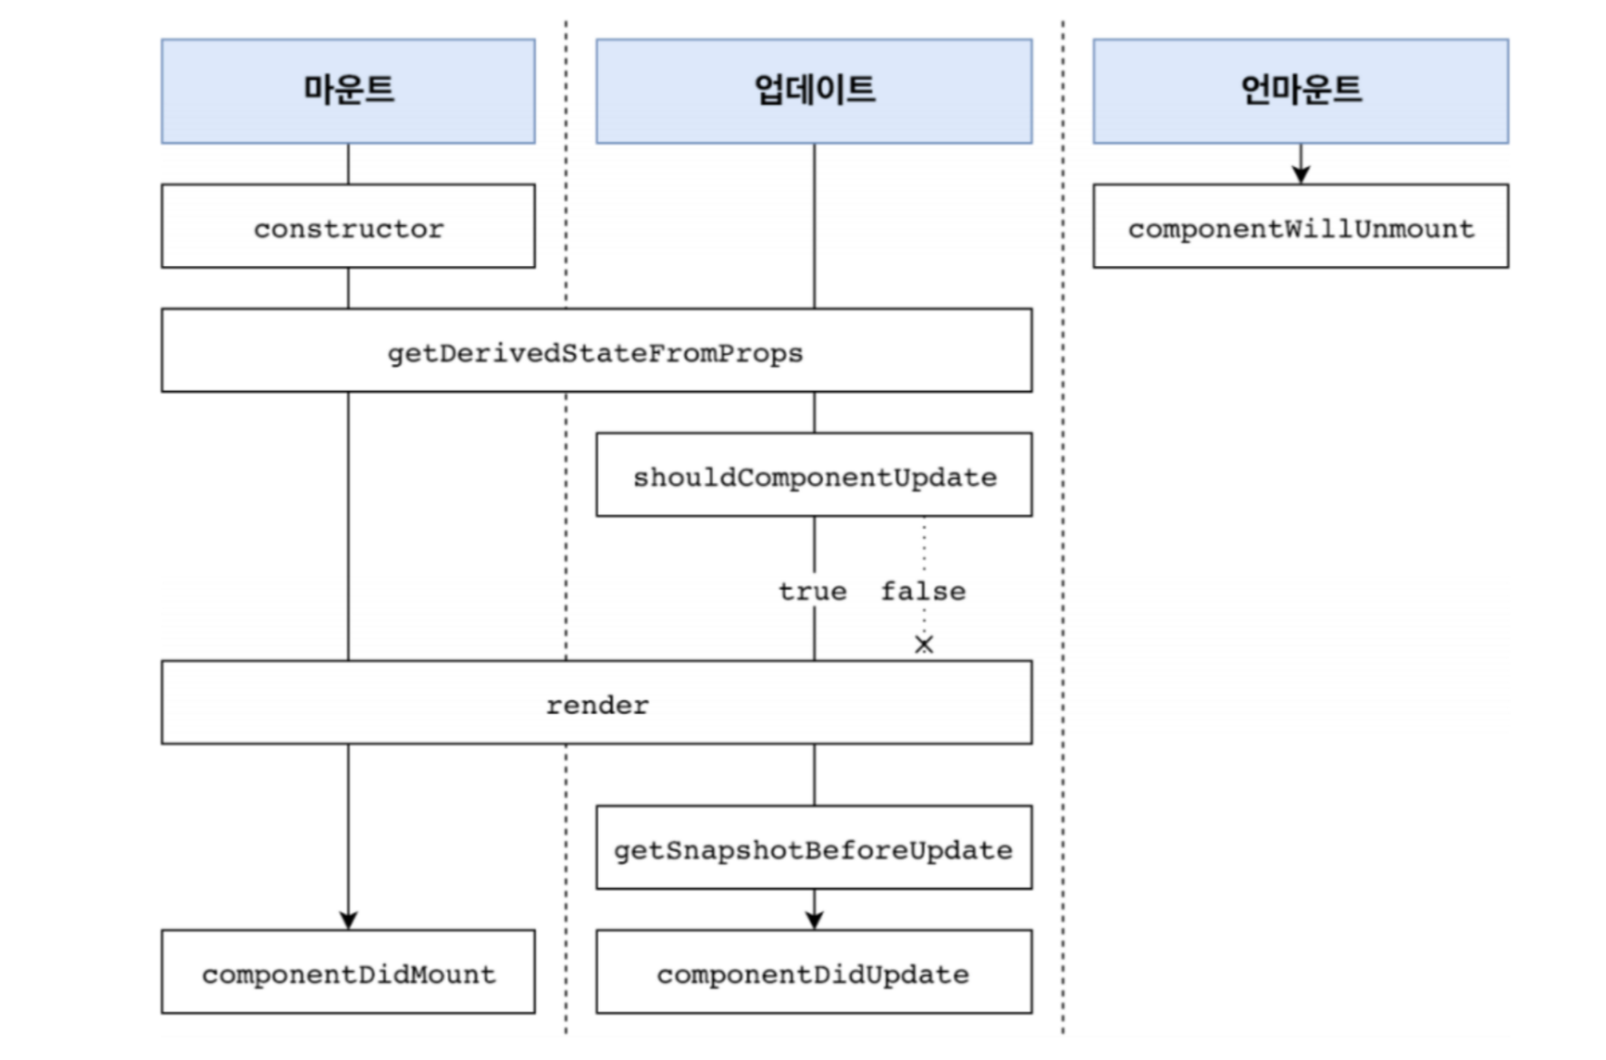 마운트
업데이트
언마운트
constructor
componentWillUnmount
getDerivedStateFromProps
shouldComponentUpdate
true
false
render
getSnapshotBeforeUpdate
componentDidMount
componentDidUpdate